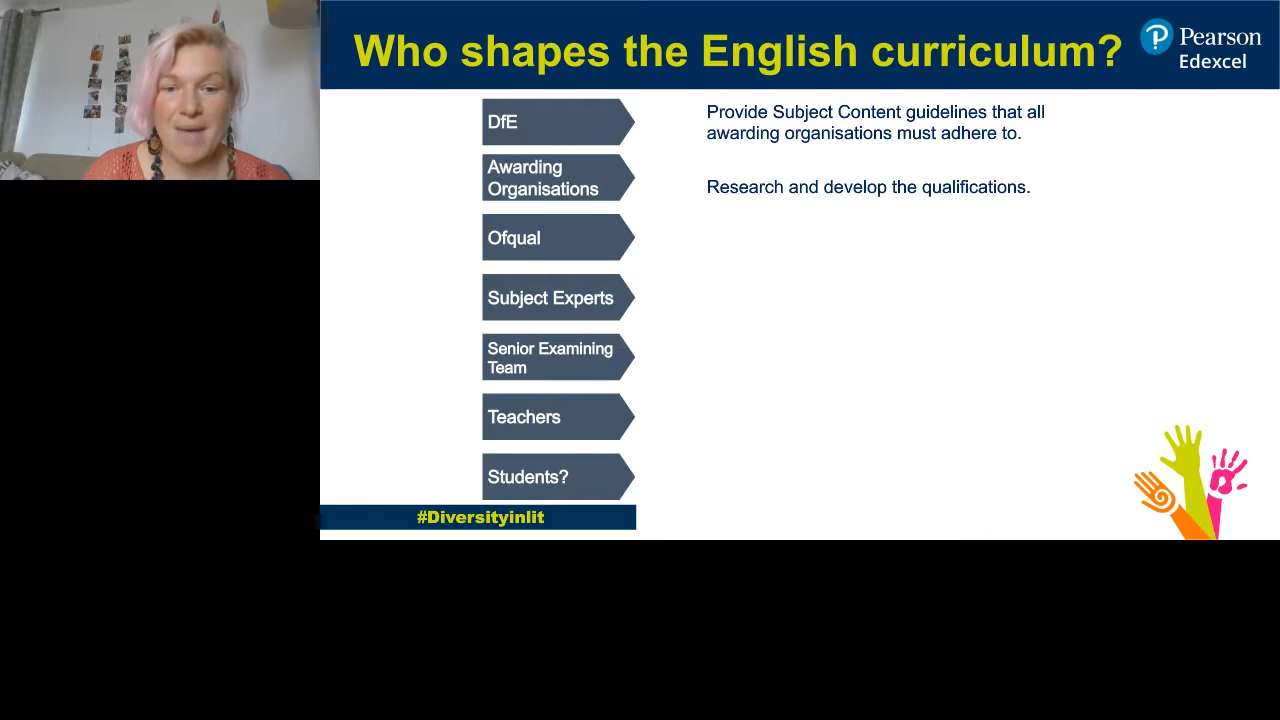 Who shapes the English curriculum?
Pearson
Edexcel
DfE
Provide Subject Content guidelines that all
awarding organisations must adhere to.
Awarding
Organisations
Research and develop the qualifications.
Ofqual
Subject Experts
Senior Examining
Team
Teachers
Students?
#Diversityinlit